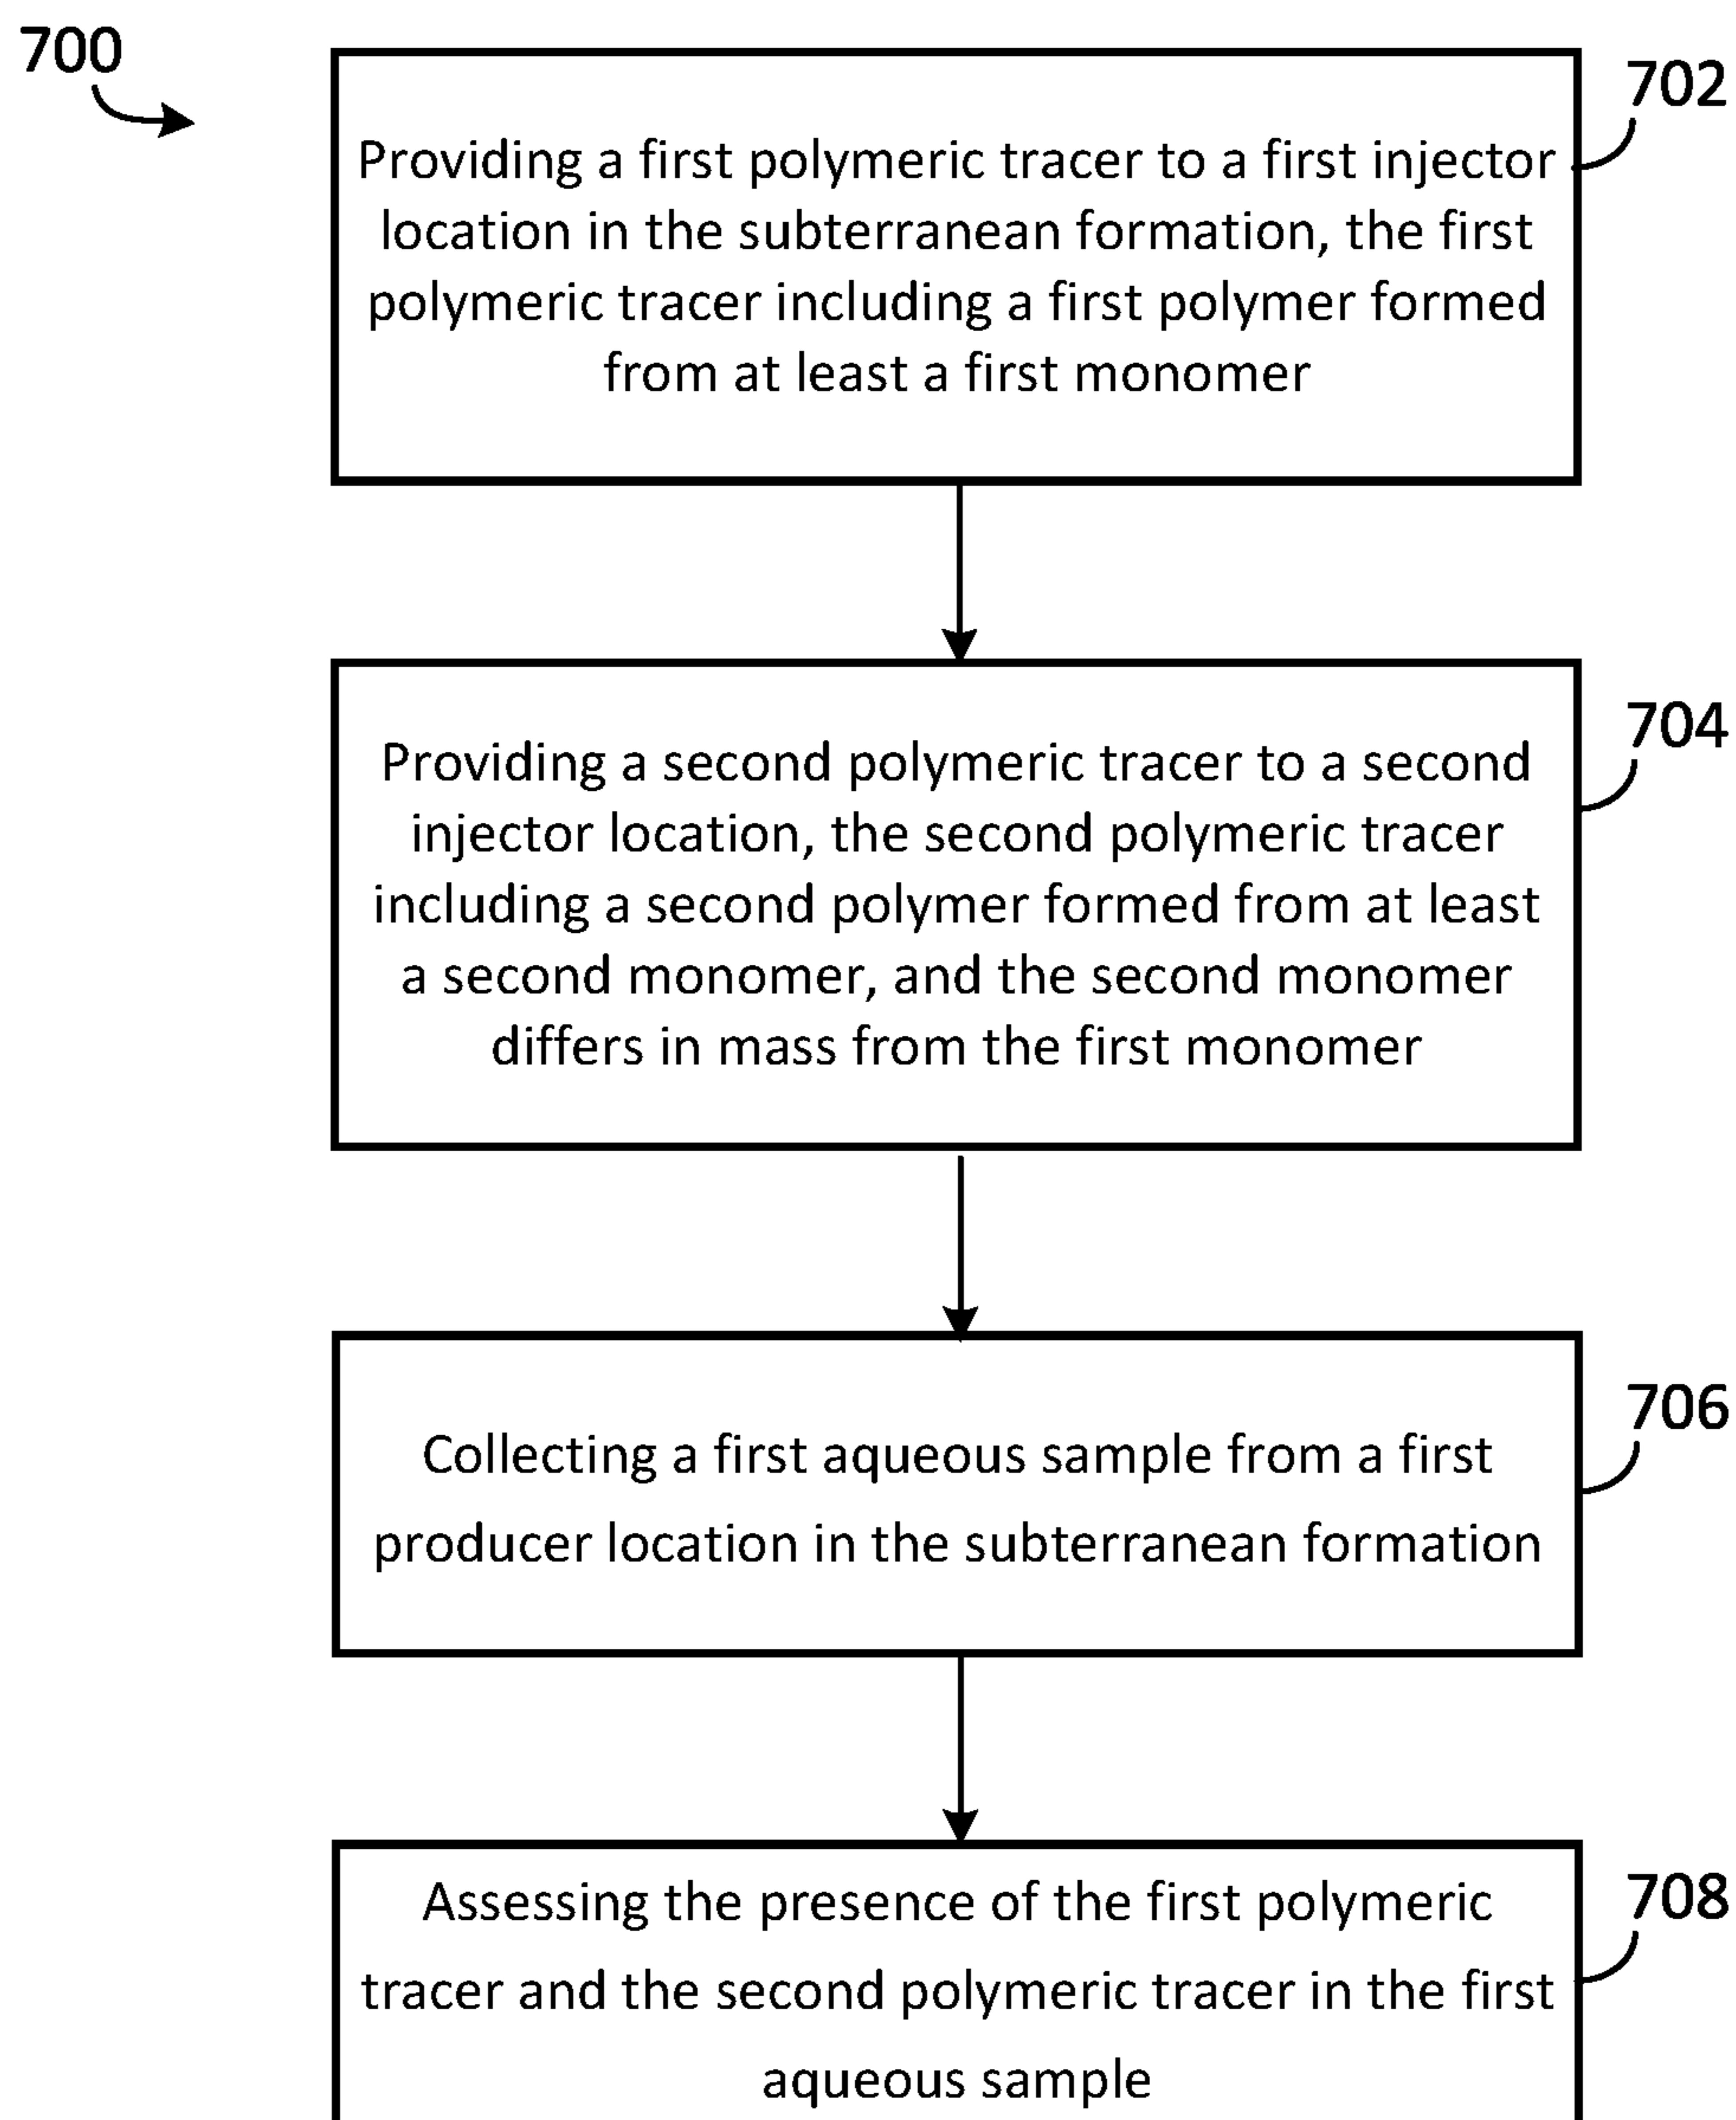 700
702
Providing a first polymeric tracer to a first injector
location in the subterranean formation, the first
polymeric tracer including a first polymer formed
from at least a first monomer
704
Providing a second polymeric tracer to a second
injector location, the second polymeric tracer
including a second polymer formed from at least
a second monomer, and the second monomer
differs in mass from the first monomer
706
Collecting a first aqueous sample from a first
producer location in the subterranean formation
708
Assessing the presence of the first polymeric
tracer and the second polymeric tracer in the first
aqueous sample